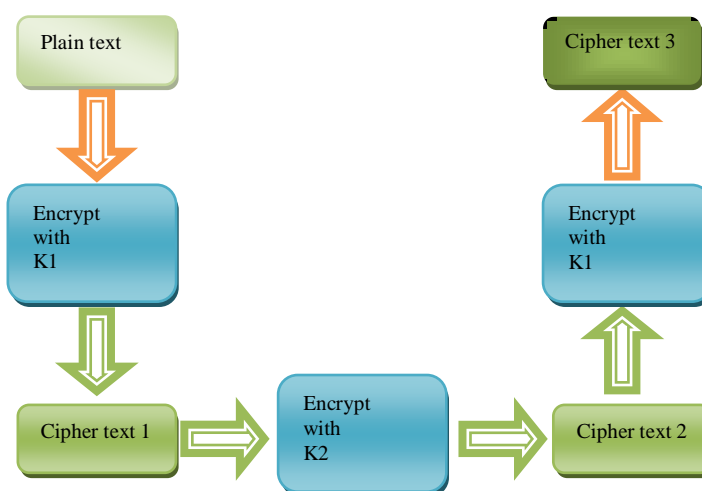 Plain text
Encrypt
with
K1
Cipher text 1
Encrypt
with
K2
Cipher text 2
Encrypt
with
K1
Cipher text 3